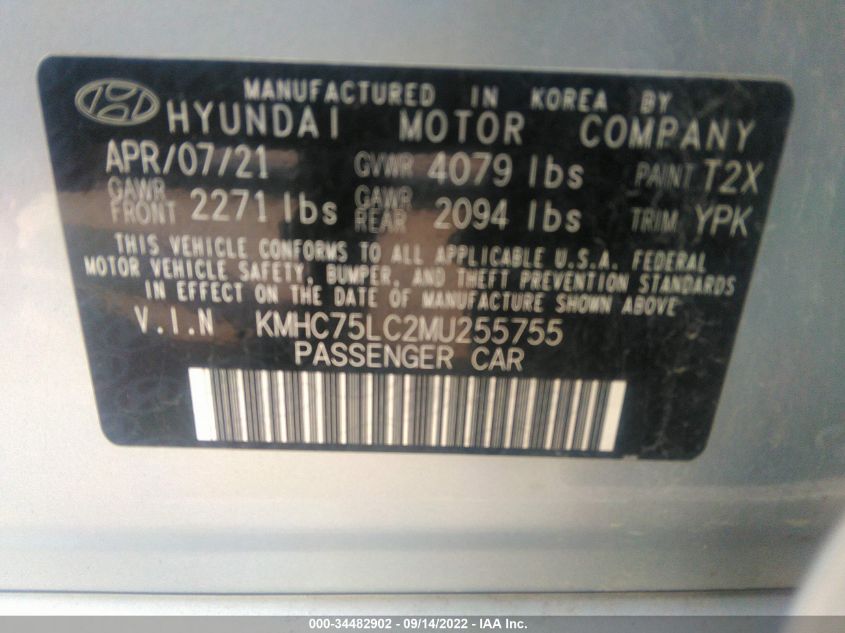 MANUFACTURED IN KOREA BY
HYUNDAI MOTOR COMPANY
APR/07/21 GVWR 4079 lbs PAINT T2X
GAWR FRONT 2271 lbs GAWR REAR 2094 lbs TRIM YPK
THIS VEHICLE CONFORMS TO ALL APPLICABLE U.S.A. FEDERAL
MOTOR VEHICLE SAFETY, BUMPER, AND THEFT PREVENTION STANDARDS
IN EFFECT ON THE DATE OF MANUFACTURE SHOWN ABOVE.
V.I.N KMHC75LC2MU255755
PASSENGER CAR
000-34482902 - 09/14/2022 - IAA Inc.